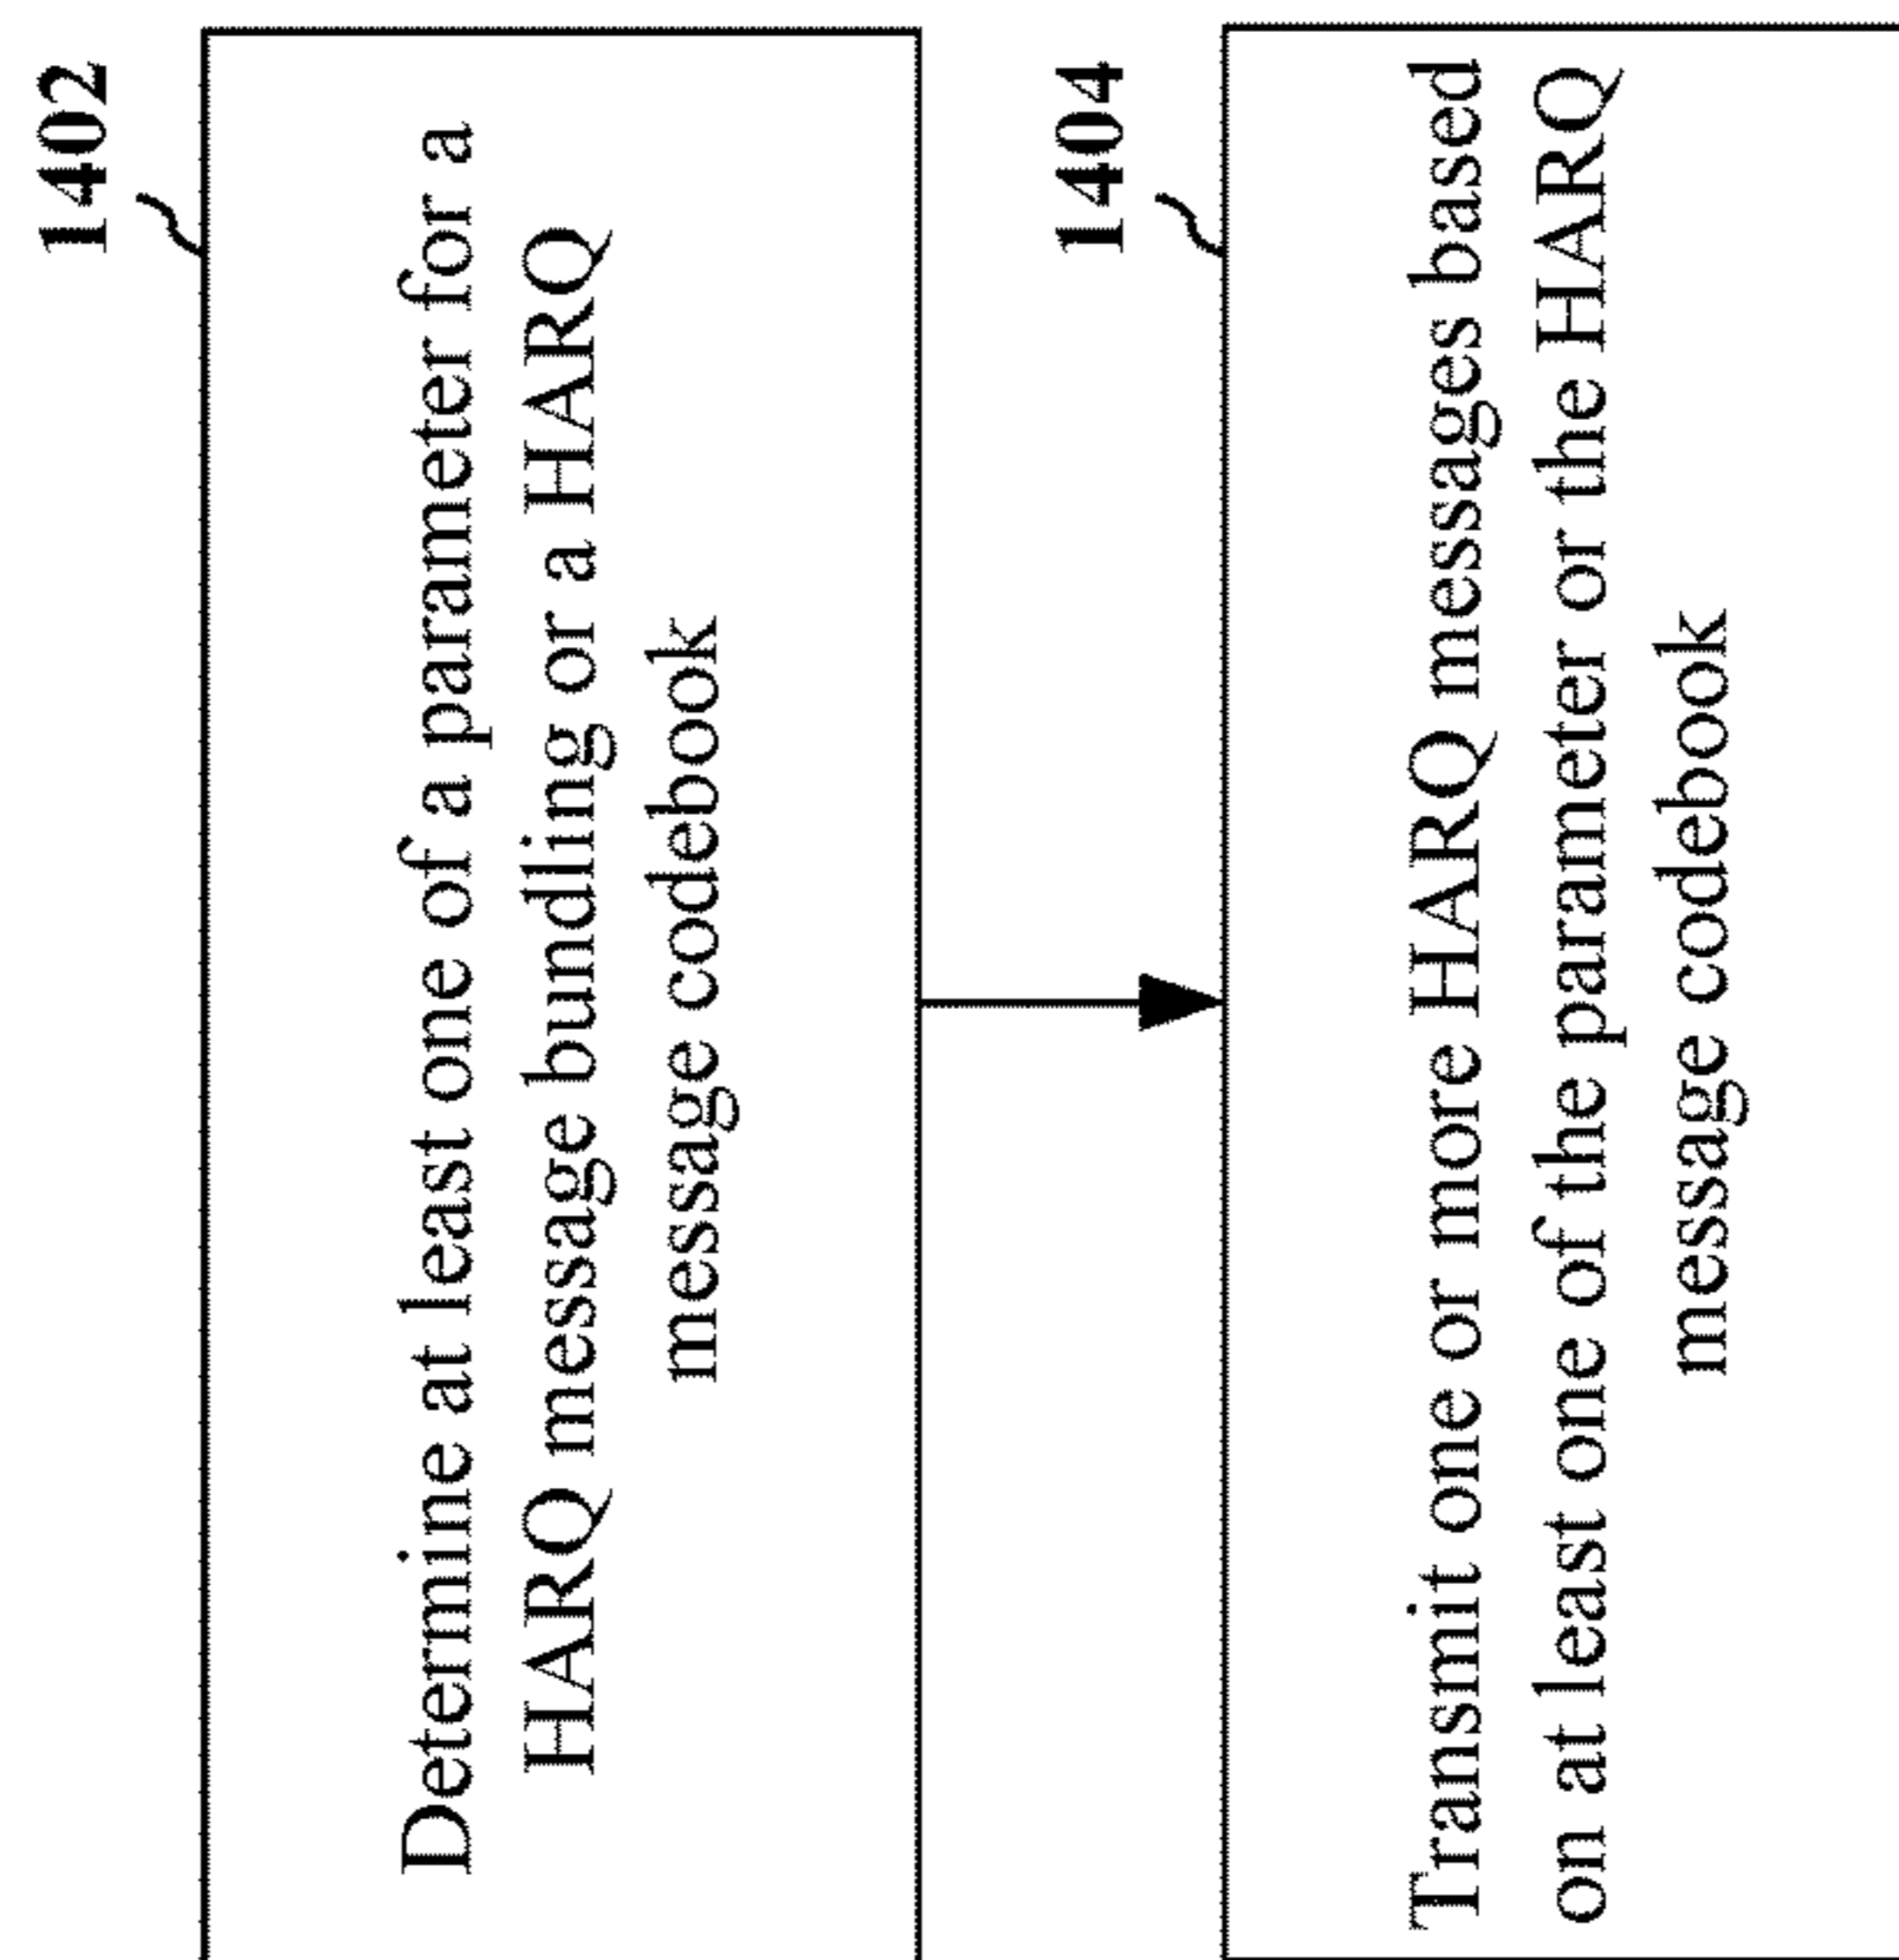 1402
Determine at least one of a parameter for a
HARQ message bundling or a HARQ
message codebook
1404
Transmit one or more HARQ messages based
on at least one of the parameter or the HARQ
message codebook